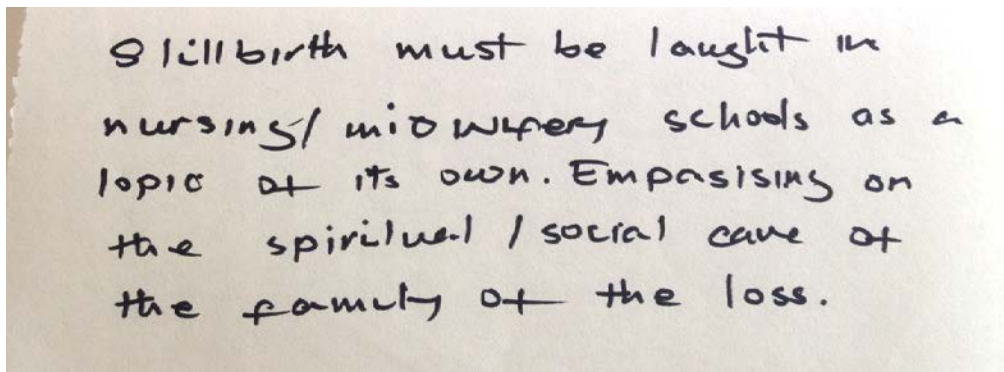 Stillbirth must be taught in
nursing/ midwifery schools as a
topic of its own. Empasising on
the spiritual / social care of
the family of the loss.